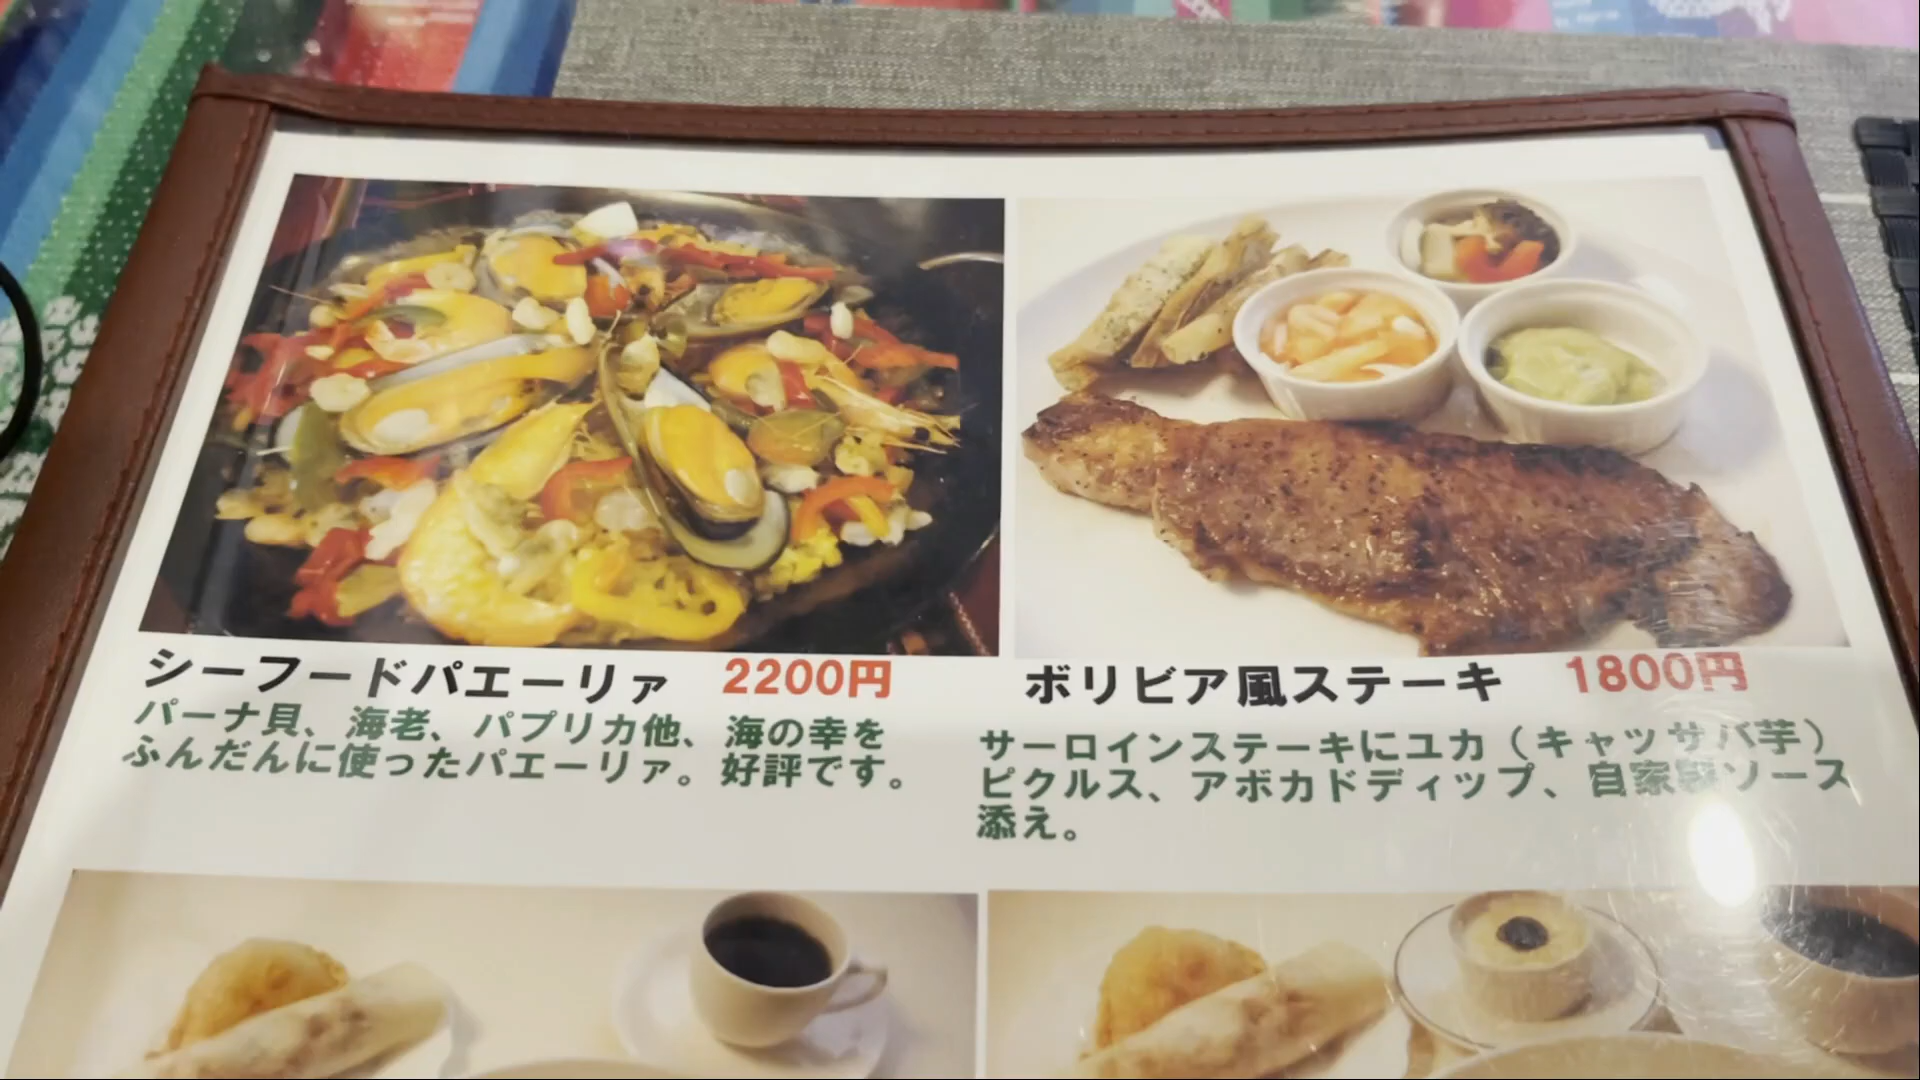 シーフードパエーリァ 2200円
パーナ貝、海老、パプリカ他、海の幸を
ふんだんに使ったパエーリァ。好評です。
ボリビア風ステーキ 1800円
サーロインステーキにユカ（キャッサバ芋）
ピクルス、アボカドディップ、自家製ソース
添え。